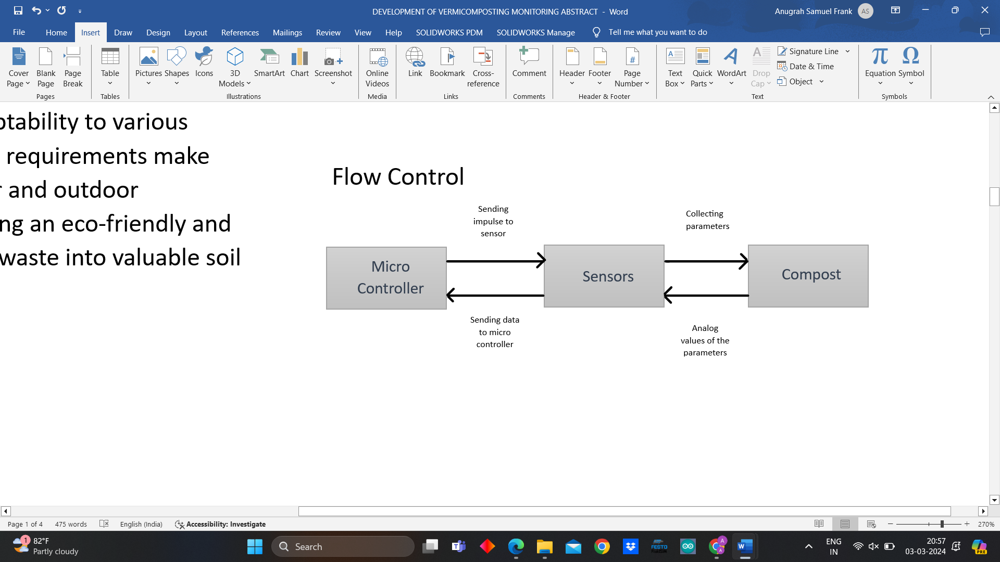 DEVELOPMENT OF VERMICOMPOSTING MONITORING ABSTRACT - Word
Anugrah Samuel Frank AS
File Home Insert Draw Design Layout References Mailings Review View Help SOLIDWORKS PDM SOLIDWORKS Manage Tell me what you want to do
Cover Page
Blank Page
Page Break
Pages
Table
Tables
Pictures
Shapes
Icons
3D Models
SmartArt
Chart
Screenshot
Illustrations
Online Videos
Media
Link
Bookmark
Cross-reference
Links
Comment
Comments
Header
Footer
Page Number
Header & Footer
Text Box
Quick Parts
WordArt
Drop Cap
Signature Line
Date & Time
Object
Text
Equation
Symbol
Symbols
ptability to various
requirements make
r and outdoor
ng an eco-friendly and
waste into valuable soil
Flow Control
Sending
impulse to
sensor
Collecting
parameters
Micro
Controller
Sensors
Compost
Sending data
to micro
controller
Analog
values of the
parameters
Page 1 of 4 475 words English (India) Accessibility: Investigate 270%
1
82°F
Partly cloudy
Search
FESTO
ENG
IN
20:57
03-03-2024
PRE